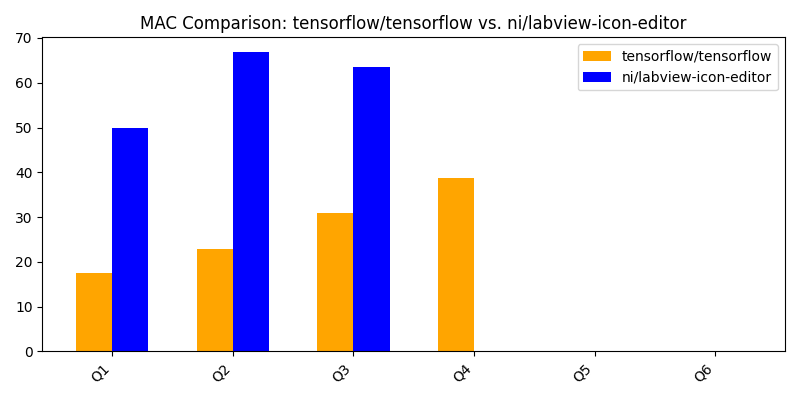 MAC Comparison: tensorflow/tensorflow vs. ni/labview-icon-editor
70
60
50
40
30
20
10
0
tensorflow/tensorflow
ni/labview-icon-editor
Q1
Q2
Q3
Q4
Q5
Q6